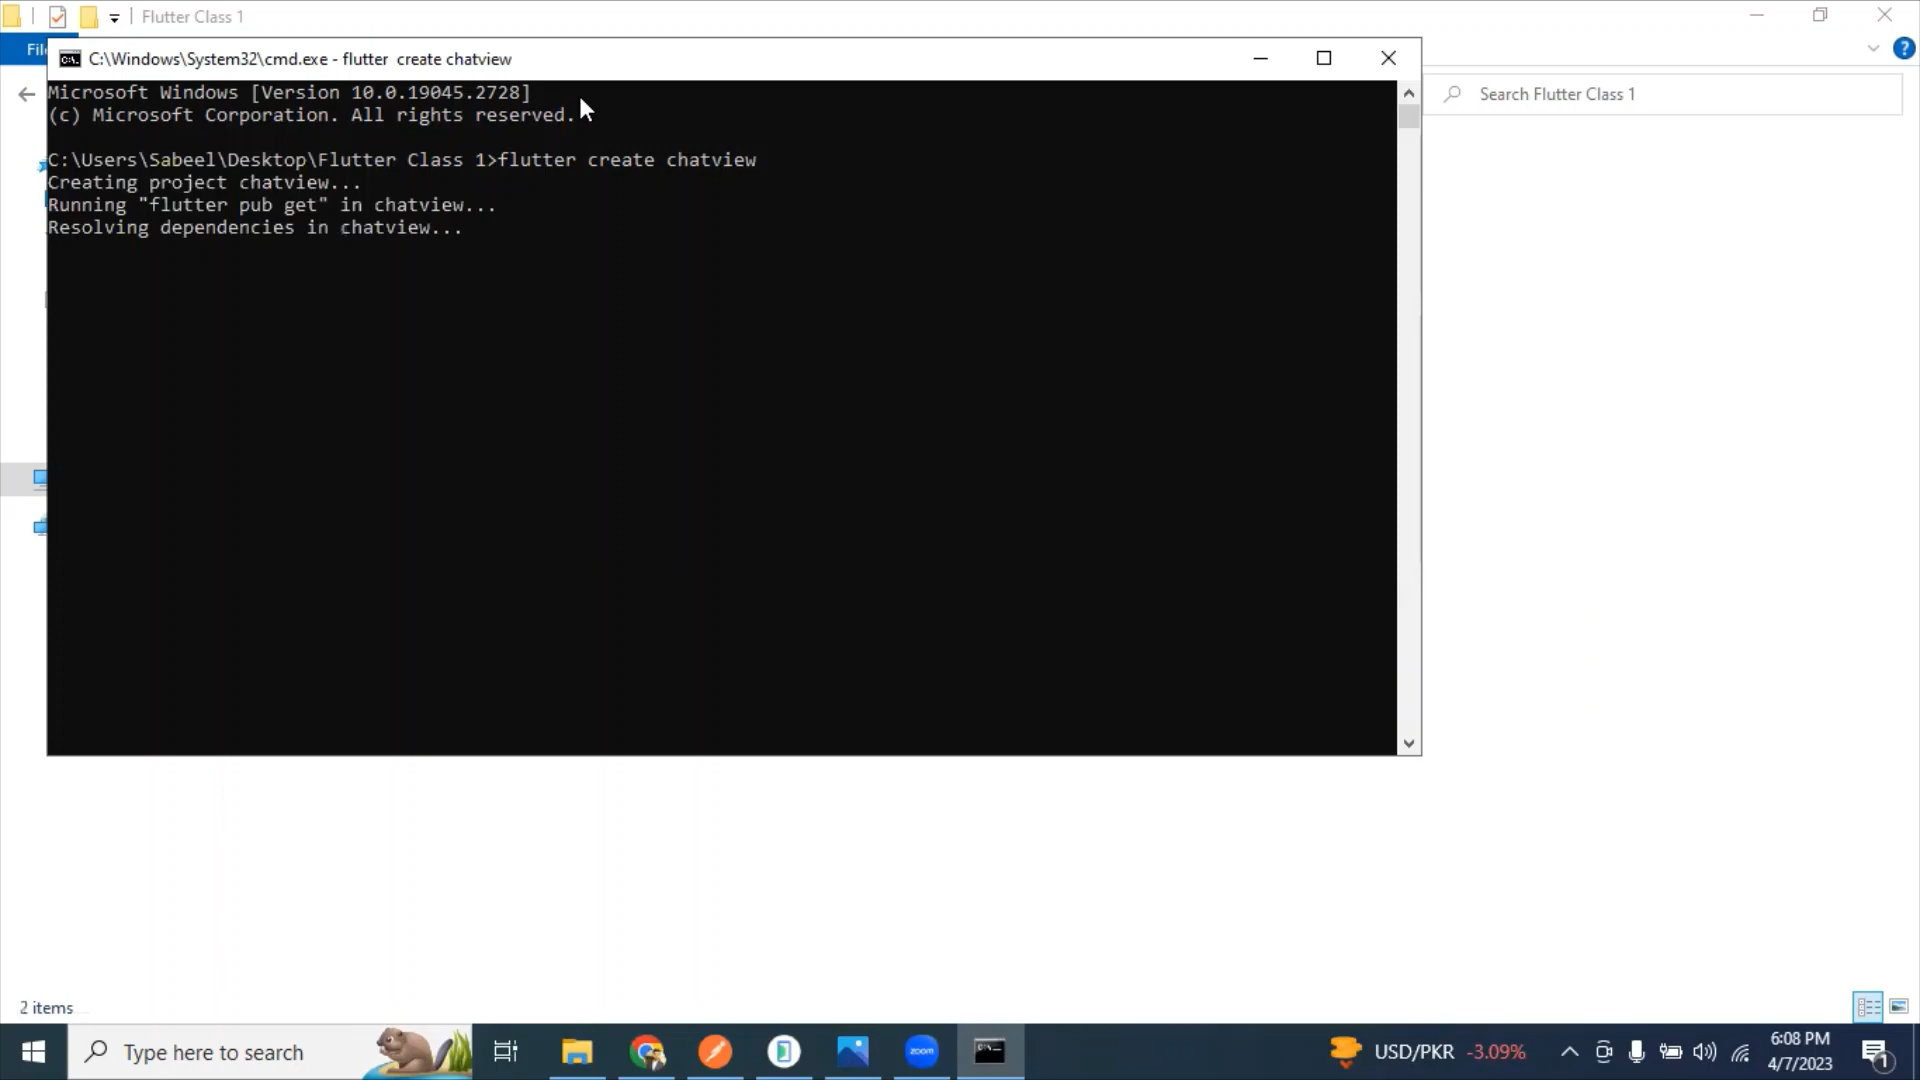 Flutter Class 1
C:\Windows\System32\cmd.exe - flutter  create chatview
Microsoft Windows [Version 10.0.19045.2728]
(c) Microsoft Corporation. All rights reserved.
Search Flutter Class 1
C:\Users\Sabeel\Desktop\Flutter Class 1>flutter create chatview
Creating project chatview...
Running "flutter pub get" in chatview...
Resolving dependencies in chatview...
2 items
Type here to search
zoom
USD/PKR -3.09%
6:08 PM
4/7/2023
1